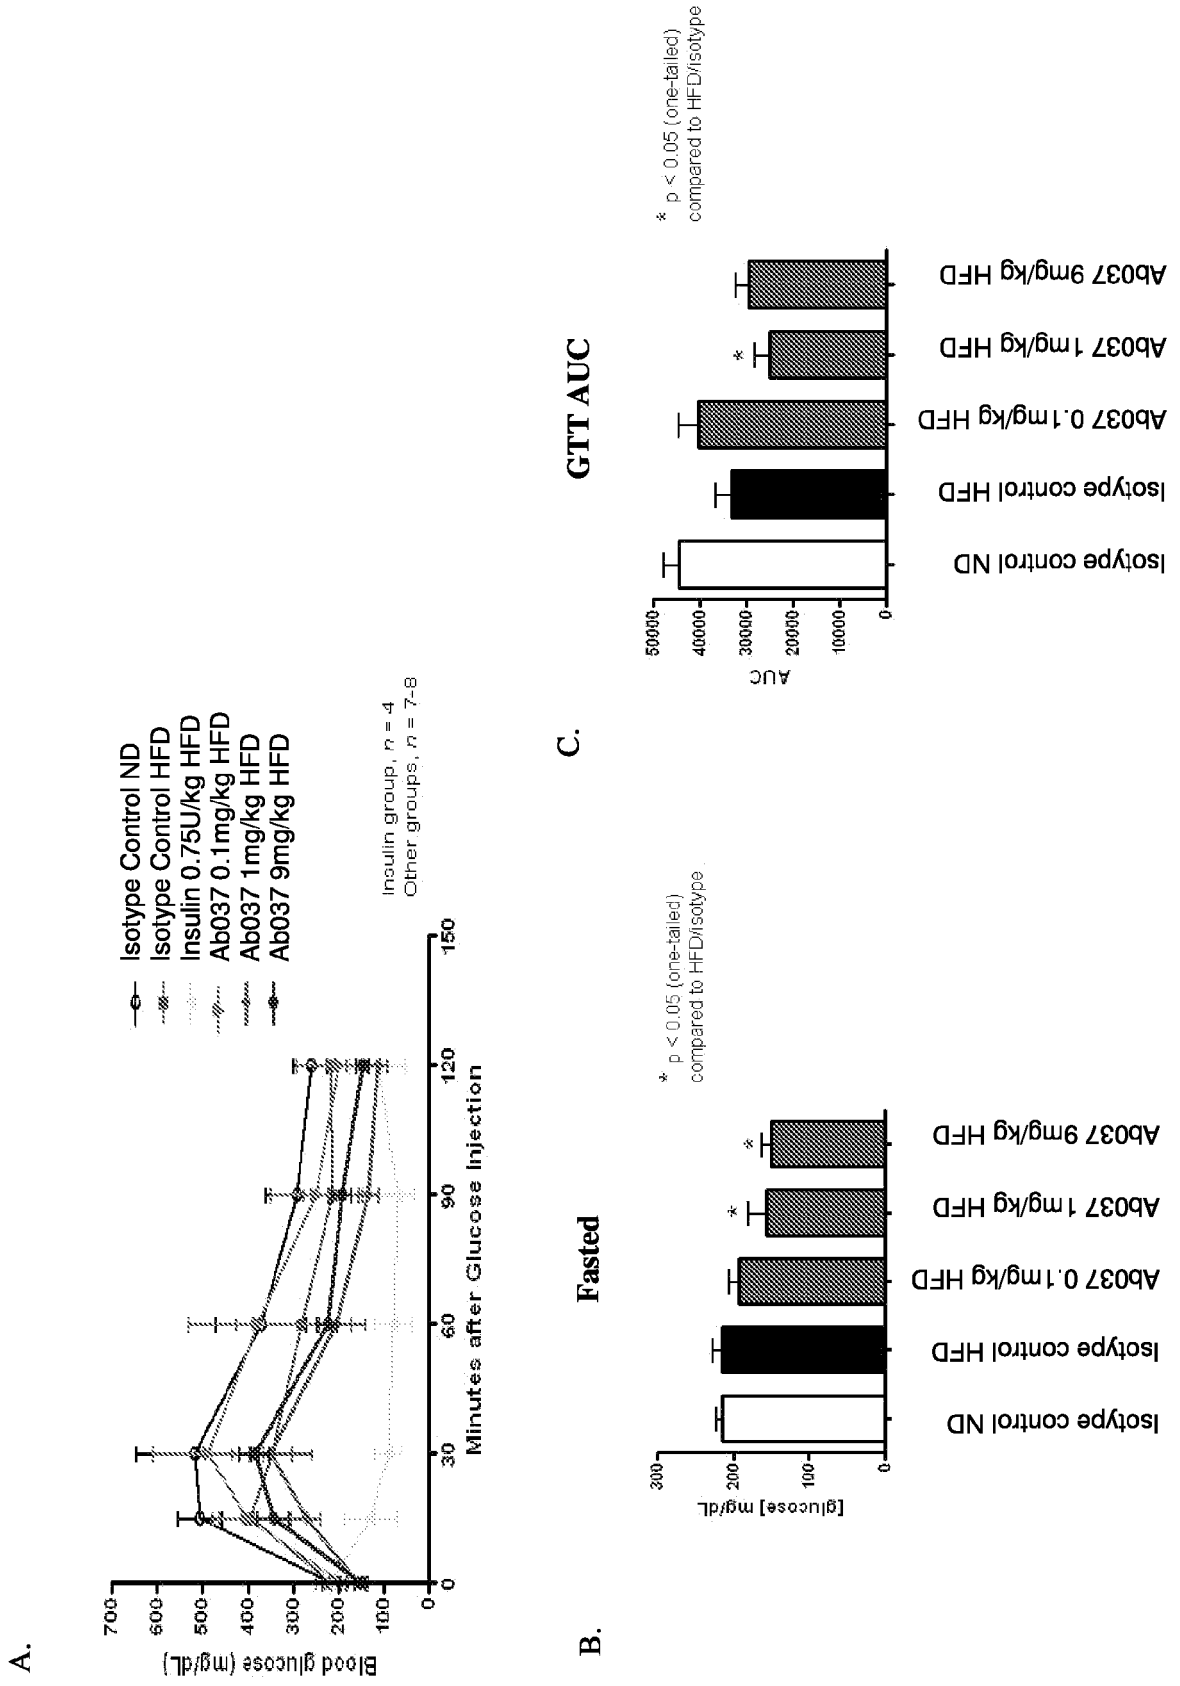 A.
Blood glucose (mg/dL)
700
600
500
400
300
200
100
0
0
30
60
90
120
150
Minutes after Glucose Injection
Isotype Control ND
Isotype Control HFD
Insulin 0.75U/kg HFD
Ab037 0.1mg/kg HFD
Ab037 1mg/kg HFD
Ab037 9mg/kg HFD
Insulin group, n = 4
Other groups, n = 7-8
B.
Fasted
[glucose] mg/dL
300
200
100
0
Isotype control ND
Isotype control HFD
Ab037 0.1mg/kg HFD
Ab037 1mg/kg HFD
Ab037 9mg/kg HFD
*
*
* p < 0.05 (one-tailed)
compared to HFD/isotype
C.
GTT AUC
AUC
50000
40000
30000
20000
10000
0
Isotype control ND
Isotype control HFD
Ab037 0.1mg/kg HFD
Ab037 1mg/kg HFD
Ab037 9mg/kg HFD
*
* p < 0.05 (one-tailed)
compared to HFD/isotype